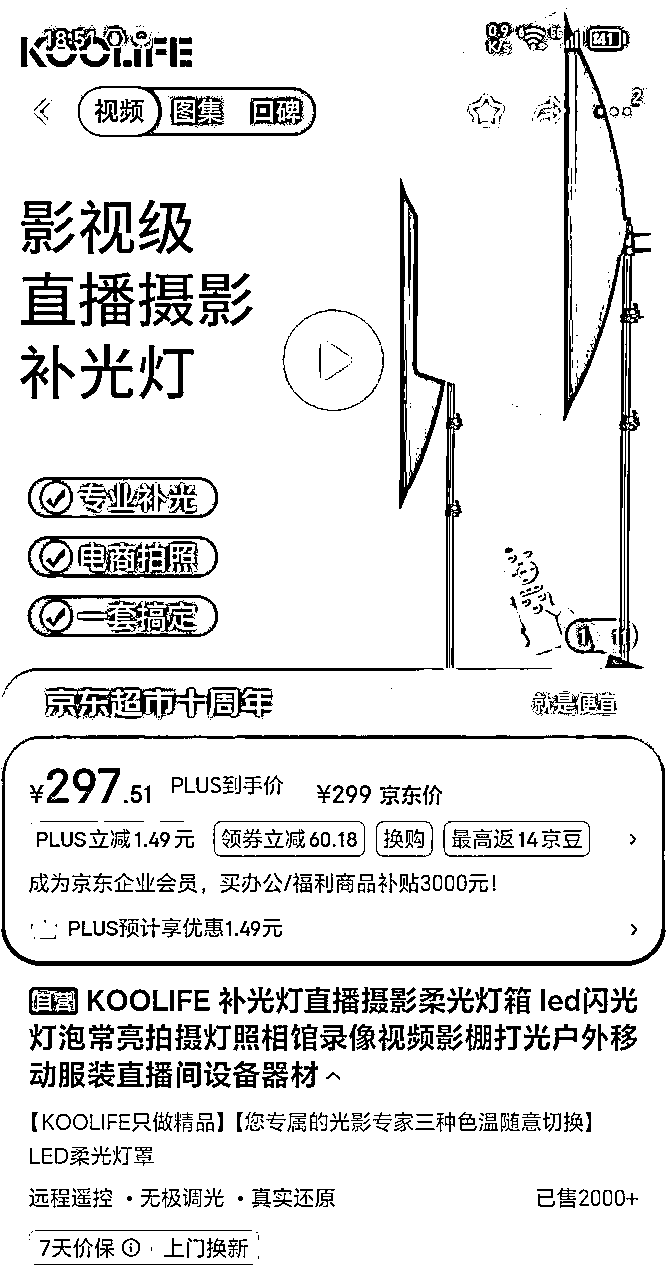 18:51
0.9 K/s
41
KOOLIFE
视频 图集 口碑
2
影视级
直播摄影
补光灯
专业补光
电商拍照
一套搞定
京东超市十周年
就是便宜
¥297.51 PLUS到手价 ¥299 京东价
PLUS立减1.49元 领券立减60.18 换购 最高返14京豆
成为京东企业会员，买办公/福利商品补贴3000元!
PLUS预计享优惠1.49元
自营 KOOLIFE 补光灯直播摄影柔光灯箱 led闪光
灯泡常亮拍摄灯照相馆录像视频影棚打光户外移
动服装直播间设备器材
【KOOLIFE只做精品】【您专属的光影专家三种色温随意切换】
LED柔光灯罩
远程遥控 · 无极调光 · 真实还原 已售2000+
7天价保 · 上门换新